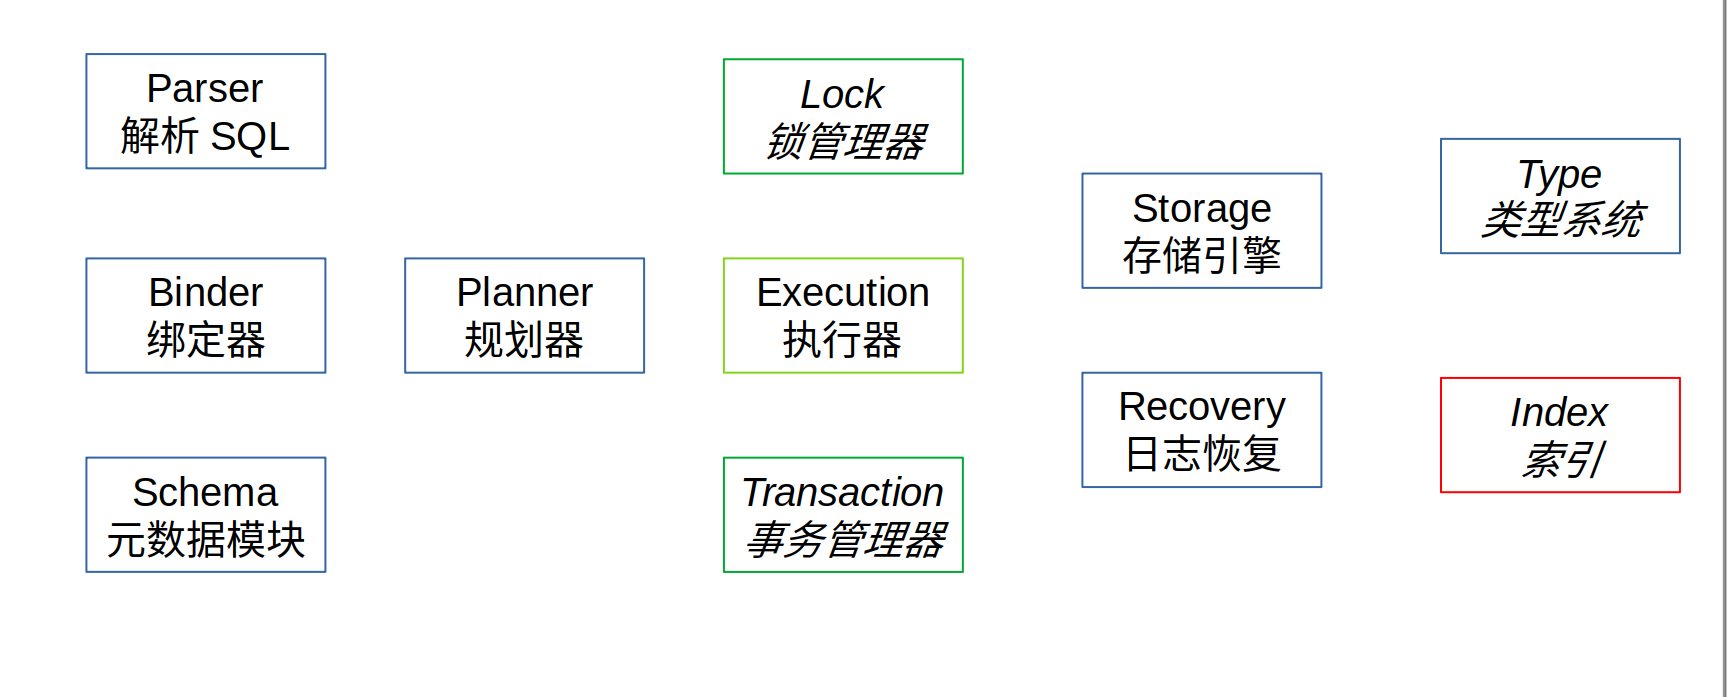 Parser
解析 SQL
Binder
绑定器
Schema
元数据模块
Planner
规划器
Lock
锁管理器
Execution
执行器
Transaction
事务管理器
Storage
存储引擎
Recovery
日志恢复
Type
类型系统
Index
索引